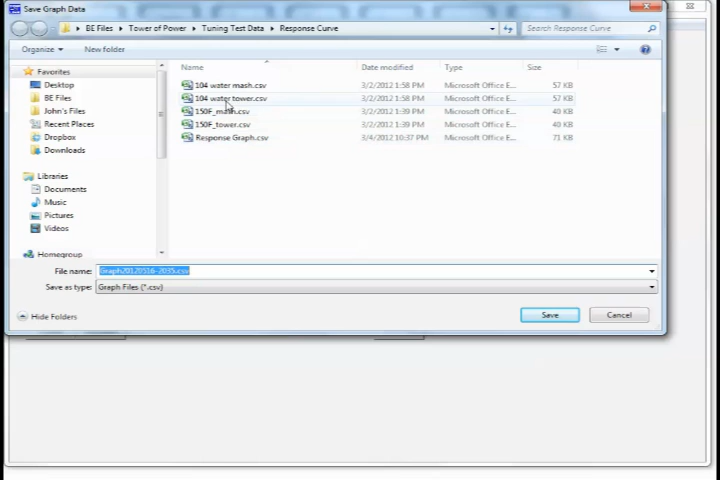 Save Graph Data
BE Files ▸ Tower of Power ▸ Tuning Test Data ▸ Response Curve
Search Response Curve
Organize
New folder
Name
Date modified
Type
Size
Favorites
Desktop
BE Files
John's Files
Recent Places
Dropbox
Downloads
Libraries
Documents
Music
Pictures
Videos
Homegroup
104 water mash.csv 3/2/2012 1:58 PM Microsoft Office E... 57 KB
104 water tower.csv 3/2/2012 1:58 PM Microsoft Office E... 57 KB
150F_mash.csv 3/2/2012 1:39 PM Microsoft Office E... 40 KB
150F_tower.csv 3/2/2012 1:39 PM Microsoft Office E... 40 KB
Response Graph.csv 3/4/2012 10:37 PM Microsoft Office E... 71 KB
File name: Graph20120516-2035.csv
Save as type: Graph Files (*.csv)
Hide Folders
Save
Cancel